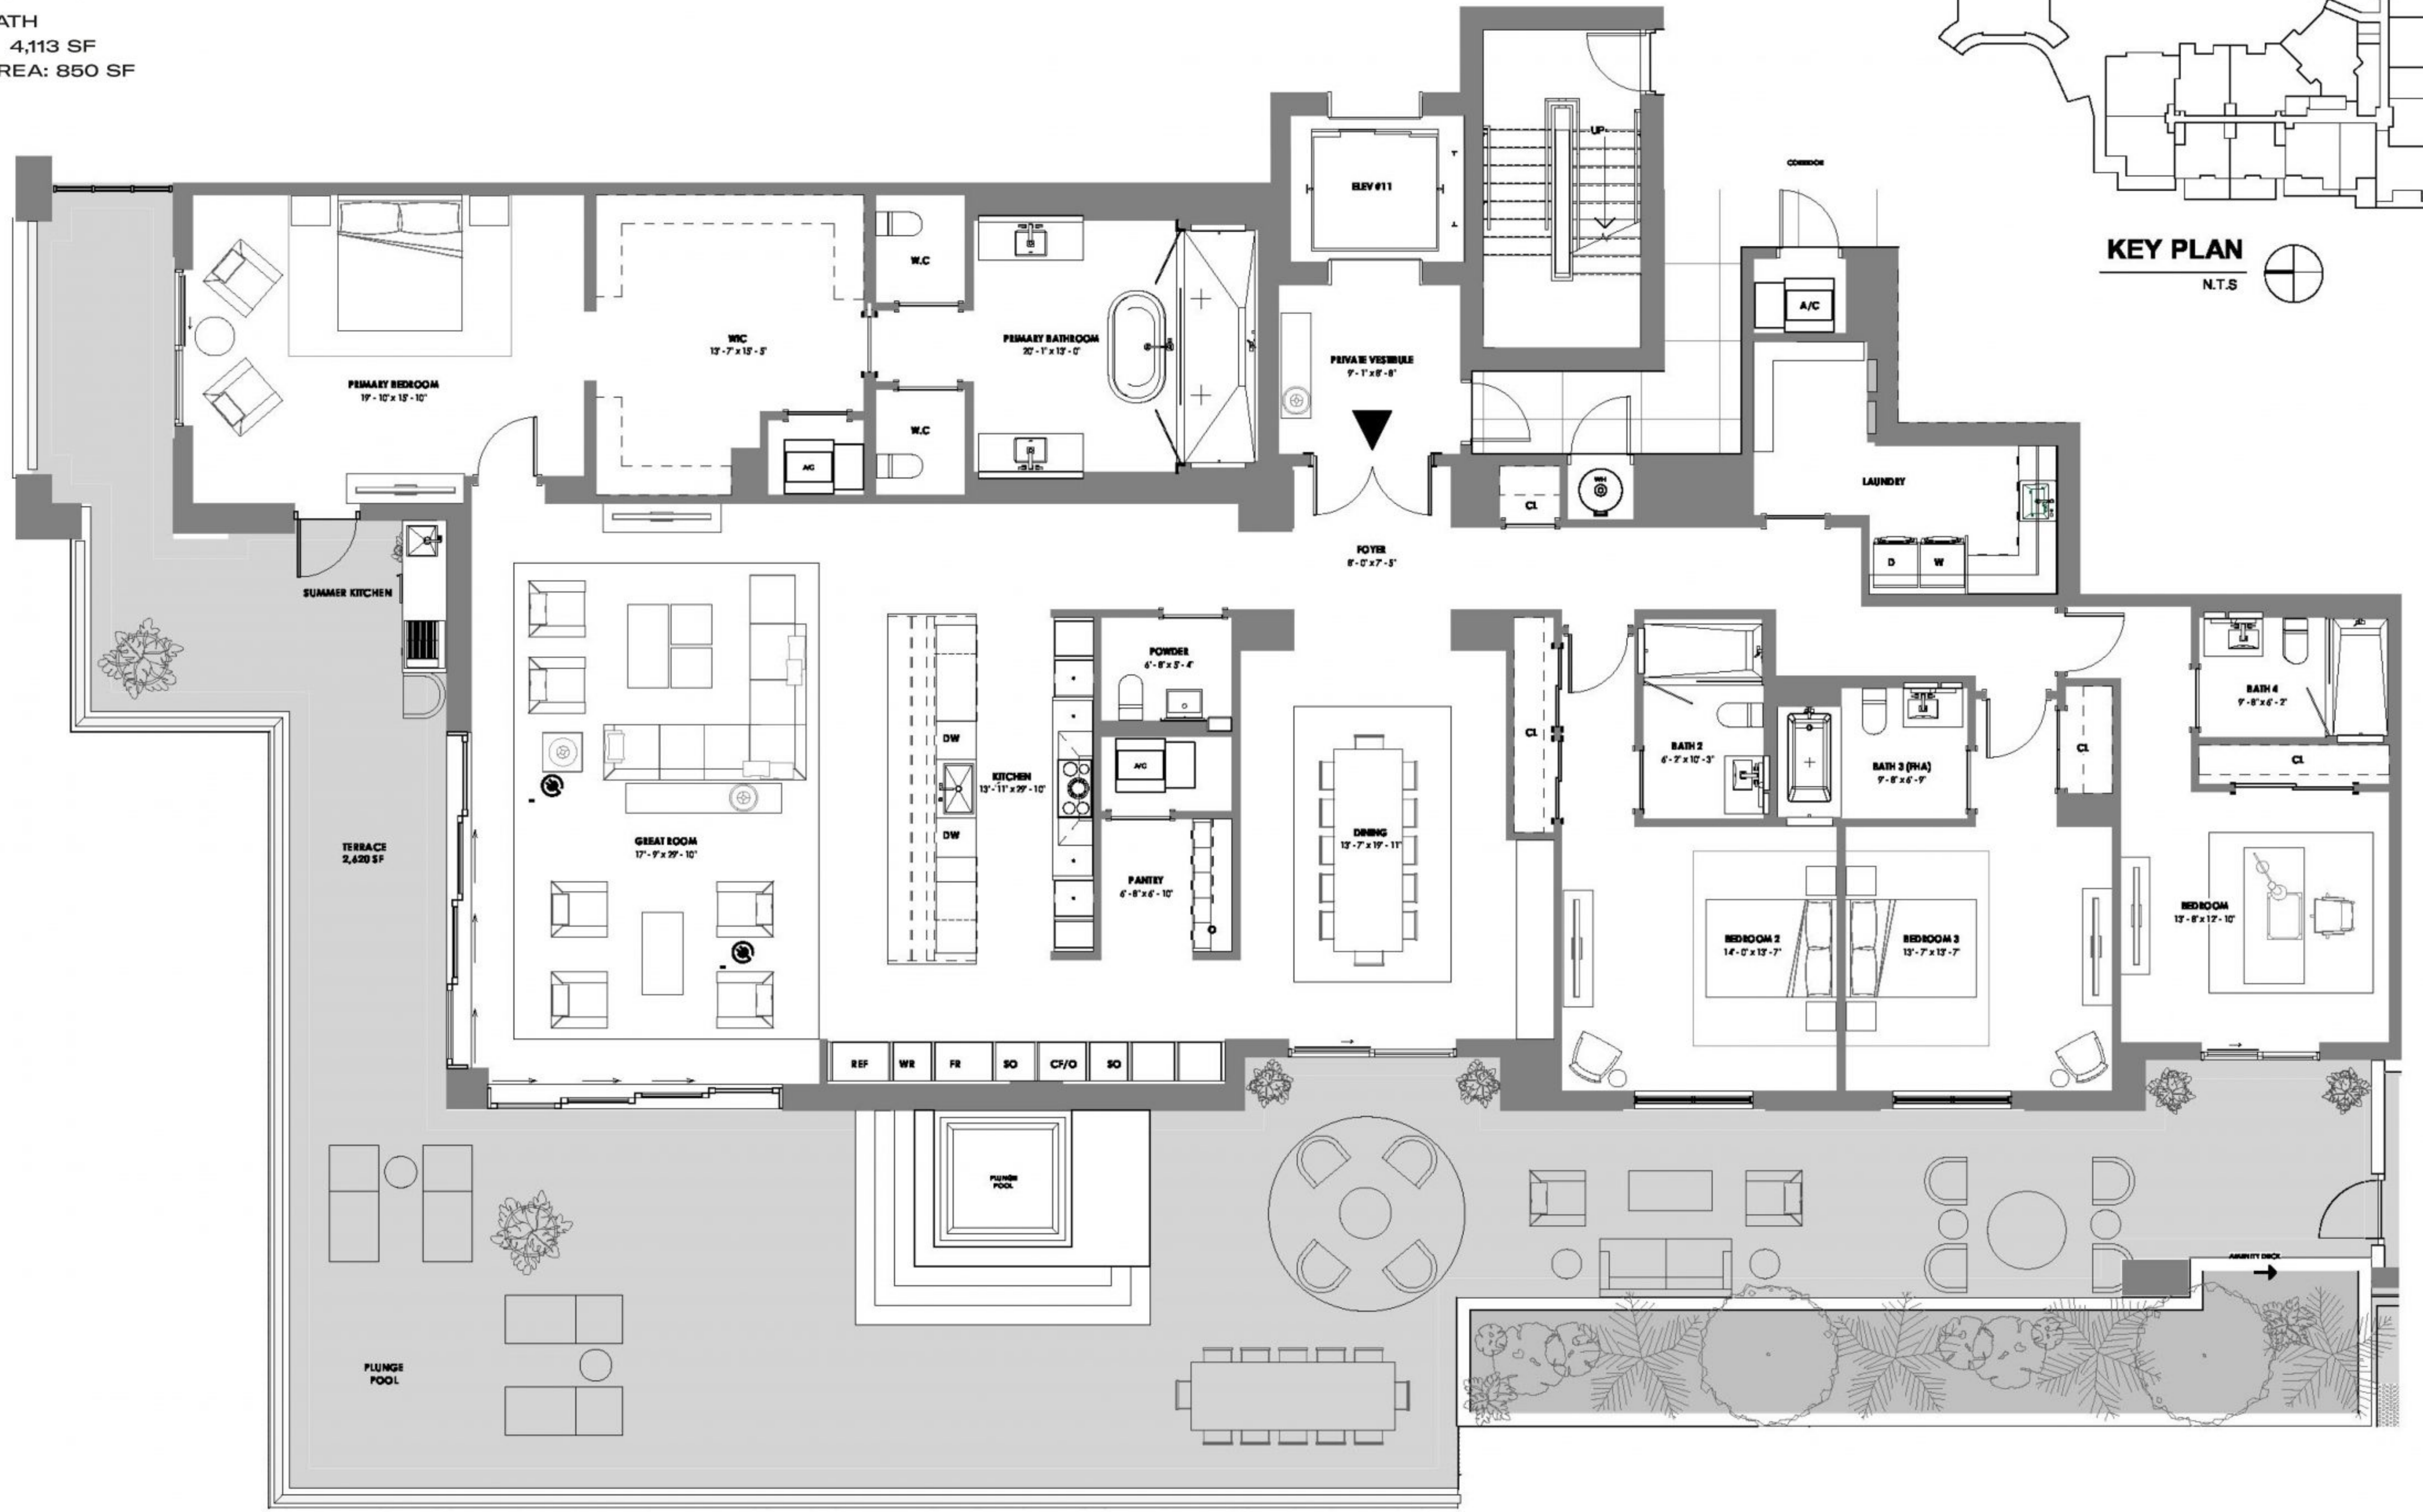 ATH
4,113 SF
REA: 850 SF
KEY PLAN
N.T.S
CORRIDOR
UP
ELEV #11
A/C
W.C
PRIMARY BEDROOM
19' - 10" x 15' - 10"
WIC
13' - 7" x 15' - 5"
PRIMARY BATHROOM
20' - 1" x 13' - 0"
PRIVATE VESTIBULE
9' - 1" x 8' - 8"
W.C
A/C
CL
WH
LAUNDRY
D
W
FOYER
8' - 0" x 7' - 5"
SUMMER KITCHEN
POWDER
6' - 8" x 5' - 4"
BATH 4
9' - 8" x 6' - 2"
CL
CL
CL
DW
KITCHEN
13' - 11" x 29' - 10"
DW
A/C
BATH 2
6' - 2" x 10' - 3"
BATH 3 (FHA)
9' - 8" x 6' - 9"
TERRACE
2,620 SF
GREAT ROOM
17' - 9" x 29' - 10"
PANTRY
6' - 8" x 6' - 10"
DINING
13' - 7" x 19' - 11"
BEDROOM 2
14' - 0" x 13' - 7"
BEDROOM 3
13' - 7" x 13' - 7"
BEDROOM
13' - 8" x 12' - 10"
REF
WR
FR
SO
CF/O
SO
PLUNGE
POOL
AMENITY DECK
PLUNGE
POOL